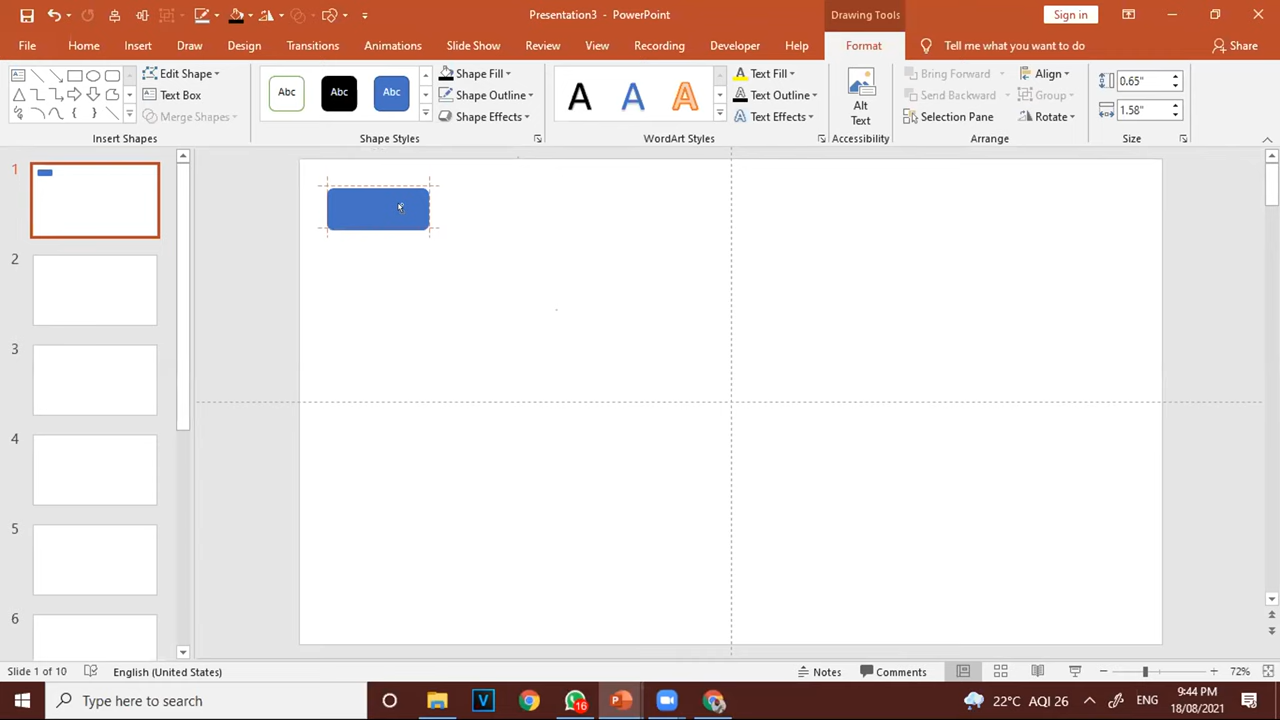 Presentation3 - PowerPoint
Drawing Tools
Sign in
File Home Insert Draw Design Transitions Animations Slide Show Review View Recording Developer Help Format Tell me what you want to do Share
Edit Shape
Text Box
Merge Shapes
Insert Shapes
Abc Abc Abc
Shape Fill
Shape Outline
Shape Effects
Shape Styles
A A A
Text Fill
Text Outline
Text Effects
WordArt Styles
Alt
Text
Accessibility
Bring Forward
Send Backward
Selection Pane
Align
Group
Rotate
Arrange
0.65"
1.58"
Size
1
2
3
4
5
6
Slide 1 of 10 English (United States) Notes Comments 72%
Type here to search
16
22°C AQI 26
ENG
9:44 PM
18/08/2021